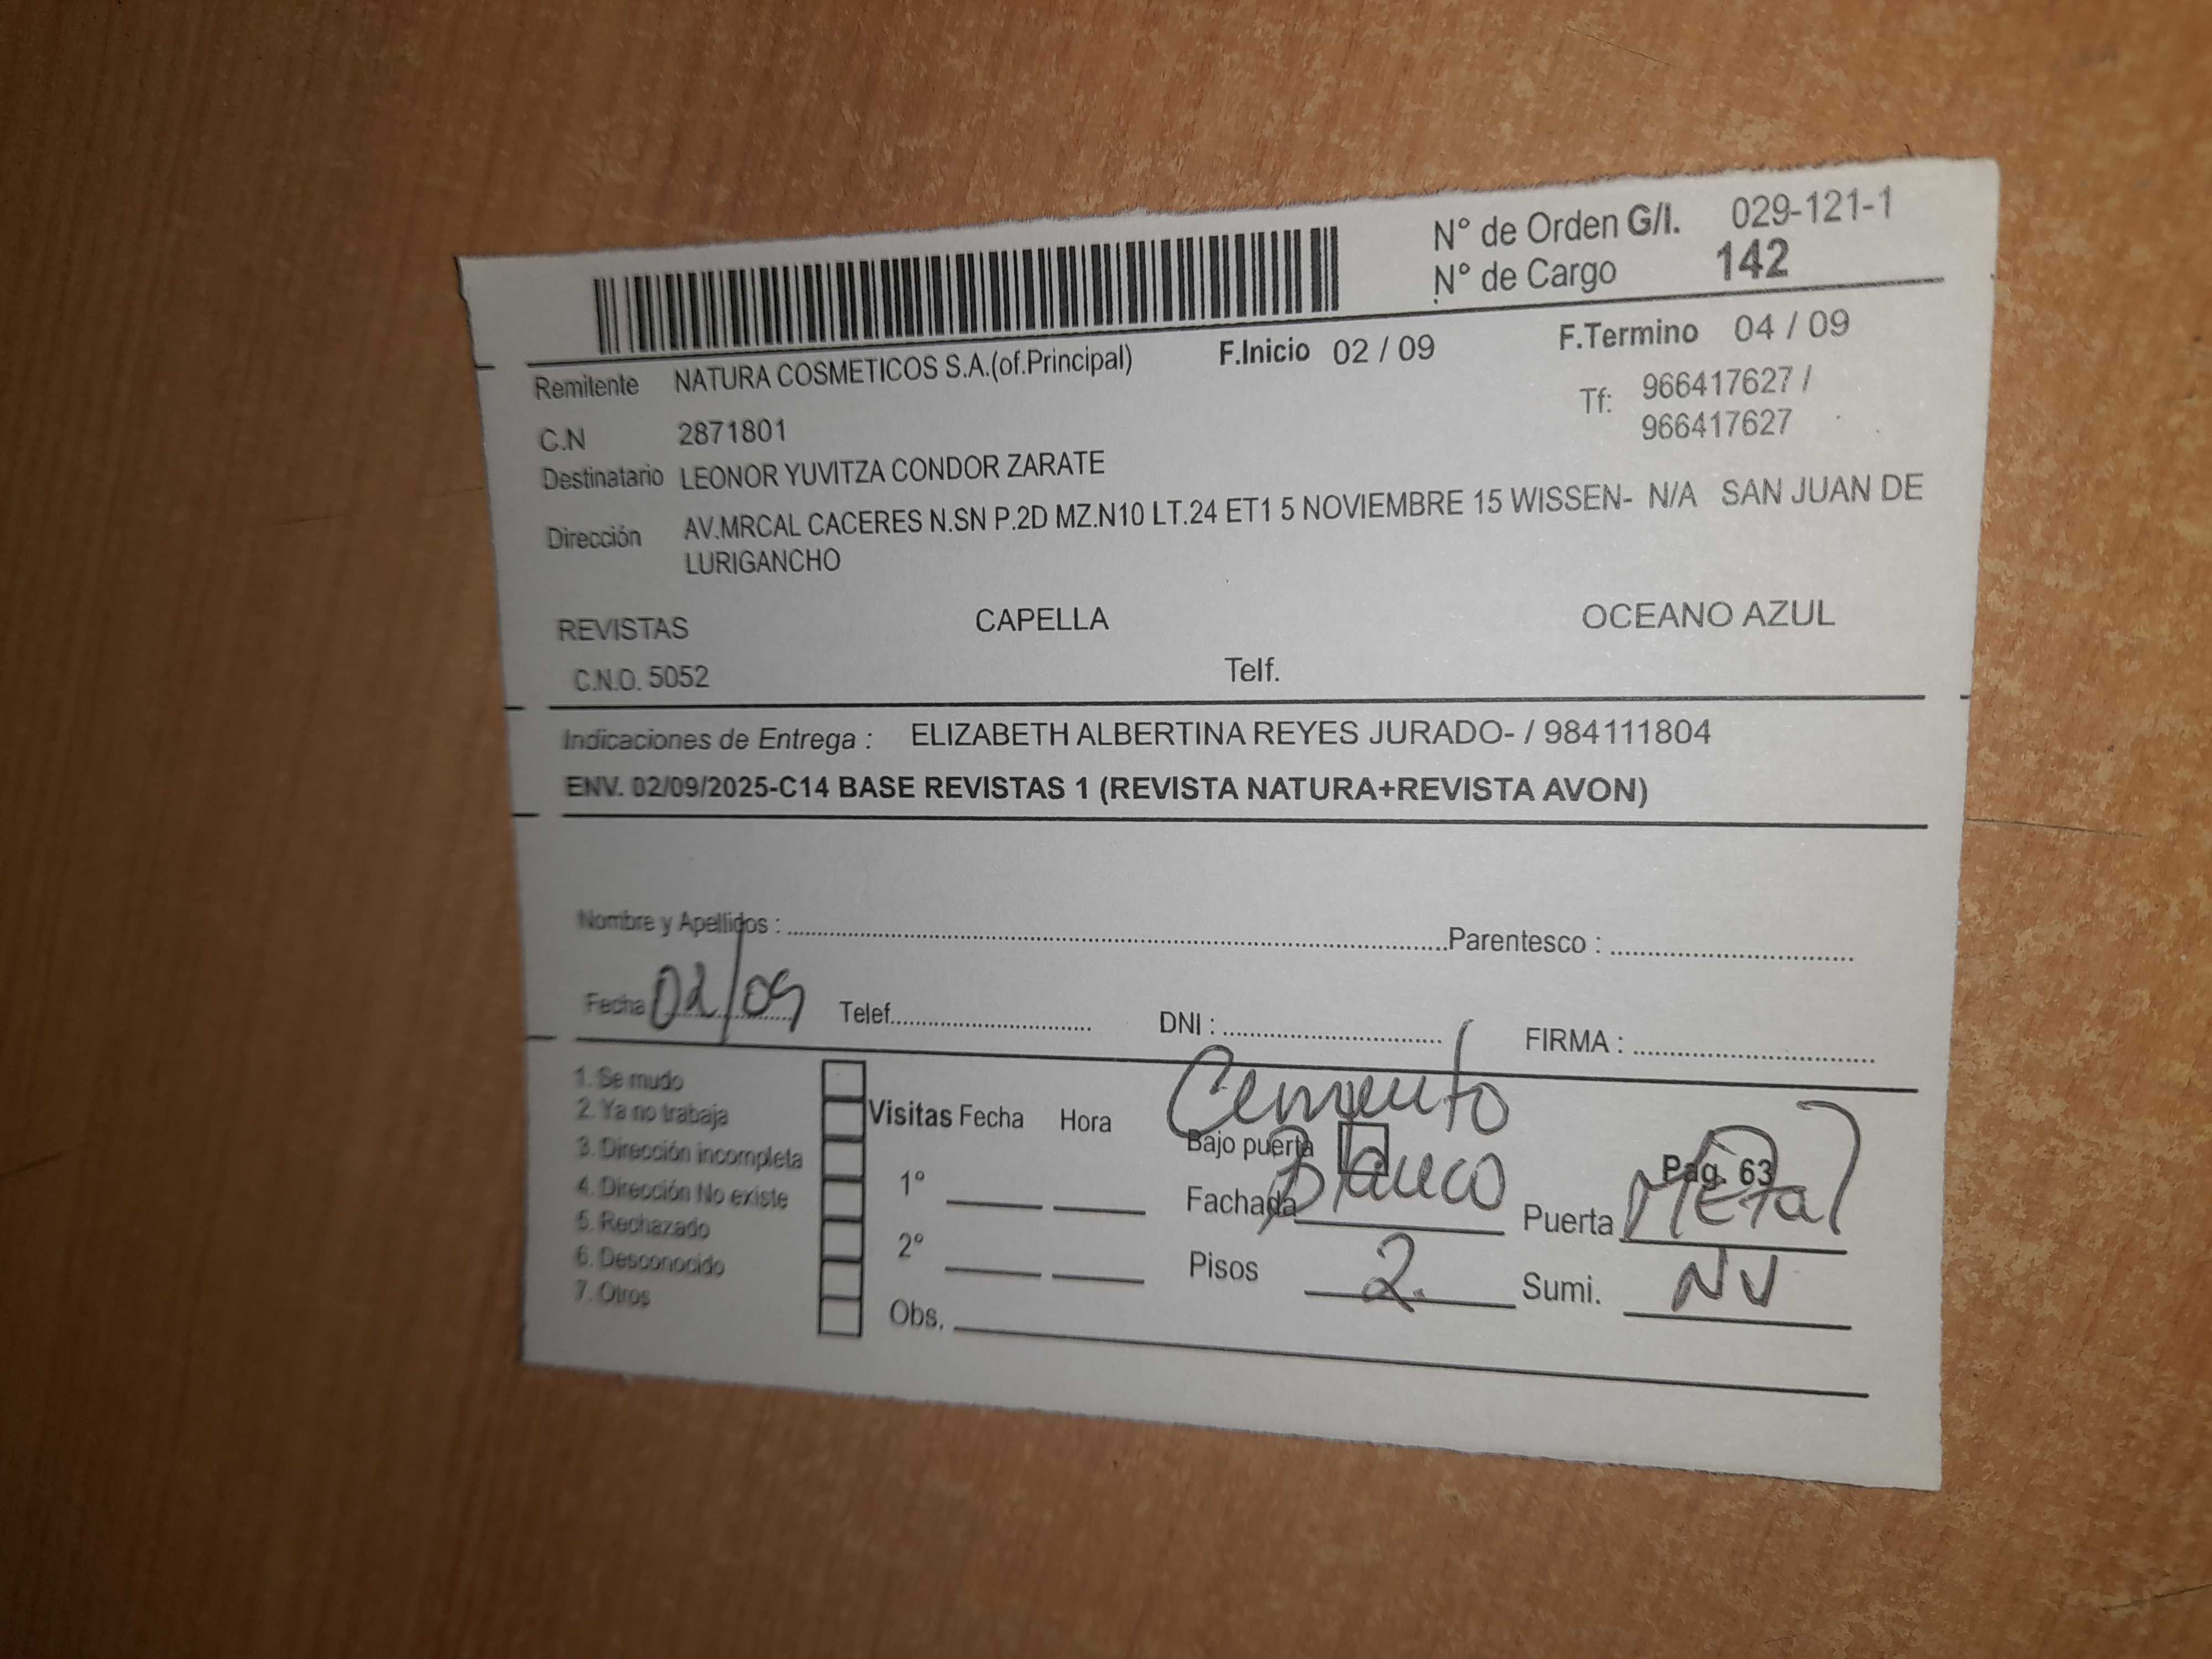 N° de Orden G/I. 029-121-1
N° de Cargo 142
Remitente NATURA COSMETICOS S.A.(of.Principal) F.Inicio 02 / 09 F.Termino 04 / 09
C.N 2871801 Tf: 966417627 /
966417627
Destinatario LEONOR YUVITZA CONDOR ZARATE
Dirección AV.MRCAL CACERES N.SN P.2D MZ.N10 LT.24 ET1 5 NOVIEMBRE 15 WISSEN- N/A SAN JUAN DE
LURIGANCHO
REVISTAS CAPELLA OCEANO AZUL
C.N.O. 5052 Telf.
Indicaciones de Entrega : ELIZABETH ALBERTINA REYES JURADO- / 984111804
ENV. 02/09/2025-C14 BASE REVISTAS 1 (REVISTA NATURA+REVISTA AVON)
Nombre y Apellidos : Parentesco :
Fecha 02/09 Telef. DNI : FIRMA :
1. Se mudo
2. Ya no trabaja Visitas Fecha Hora Cemento
3. Dirección incompleta Bajo puerta Pag. 63
4. Dirección No existe 1° Fachada Blanco Puerta Metal
5. Rechazado
6. Desconocido 2° Pisos 2. Sumi. NV
7. Otros Obs.